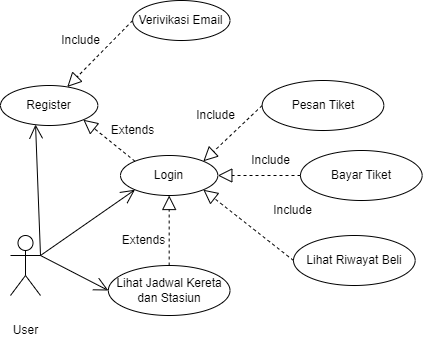 Verivikasi Email
Include
Register
Extends
Include
Pesan Tiket
Login
Include
Bayar Tiket
Include
Extends
Lihat Riwayat Beli
Lihat Jadwal Kereta
dan Stasiun
User